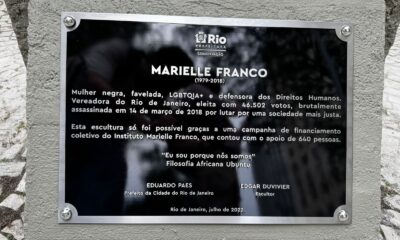 Rio
PREFEITURA
CONSERVAÇÃO
MARIELLE FRANCO
(1979-2018)
Mulher negra, favelada, LGBTQIA+ e defensora dos Direitos Humanos.
Vereadora do Rio de Janeiro, eleita com 46.502 votos, brutalmente
assassinada em 14 de março de 2018 por lutar por uma sociedade mais justa.
Esta escultura só foi possível graças a uma campanha de financiamento
coletivo do Instituto Marielle Franco, que contou com o apoio de 640 pessoas.
"Eu sou porque nós somos"
Filosofia Africana Ubuntu
EDUARDO PAES
Prefeito da Cidade do Rio de Janeiro
EDGAR DUVIVIER
Escultor
Rio de Janeiro, julho de 2022